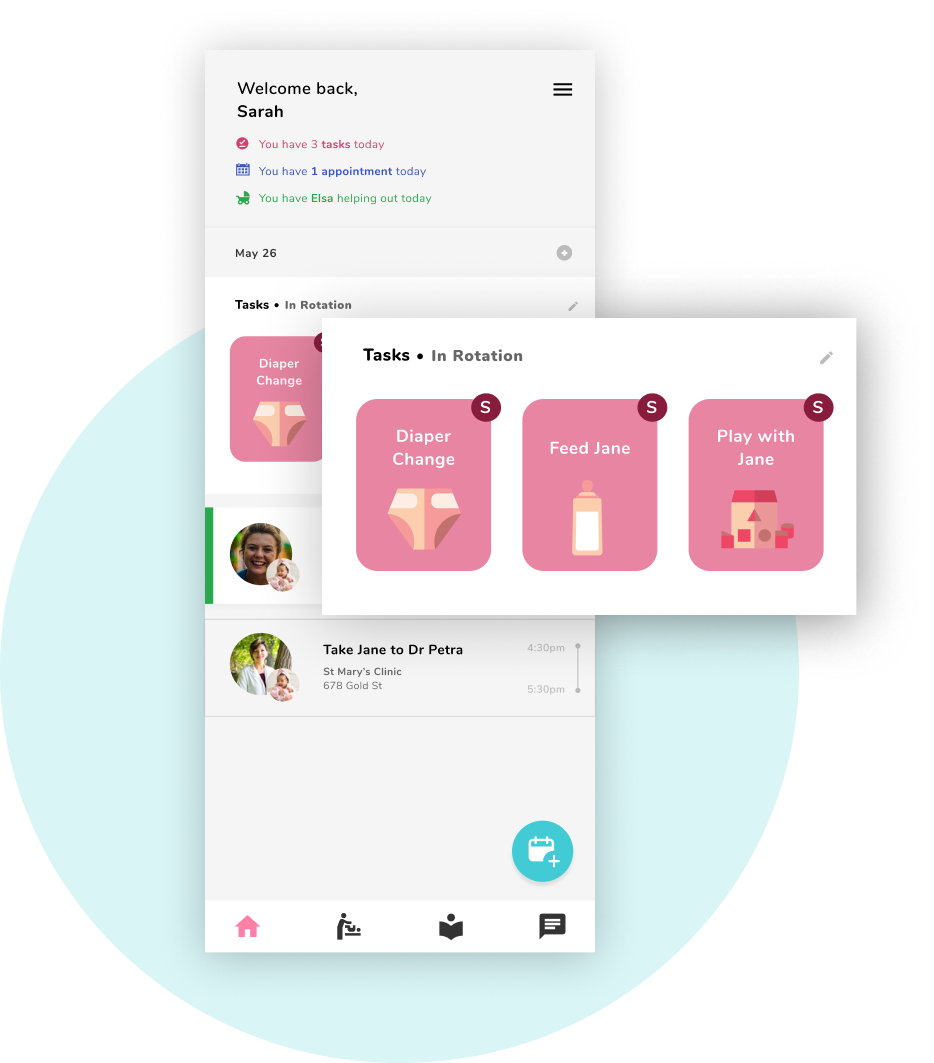 Welcome back,
Sarah
You have 3 tasks today
You have 1 appointment today
You have Elsa helping out today
May 26
Tasks • In Rotation
Diaper
Change
Tasks • In Rotation
S
Diaper
Change
S
Feed Jane
S
Play with
Jane
Take Jane to Dr Petra
4:30pm
St Mary's Clinic
678 Gold St
5:30pm